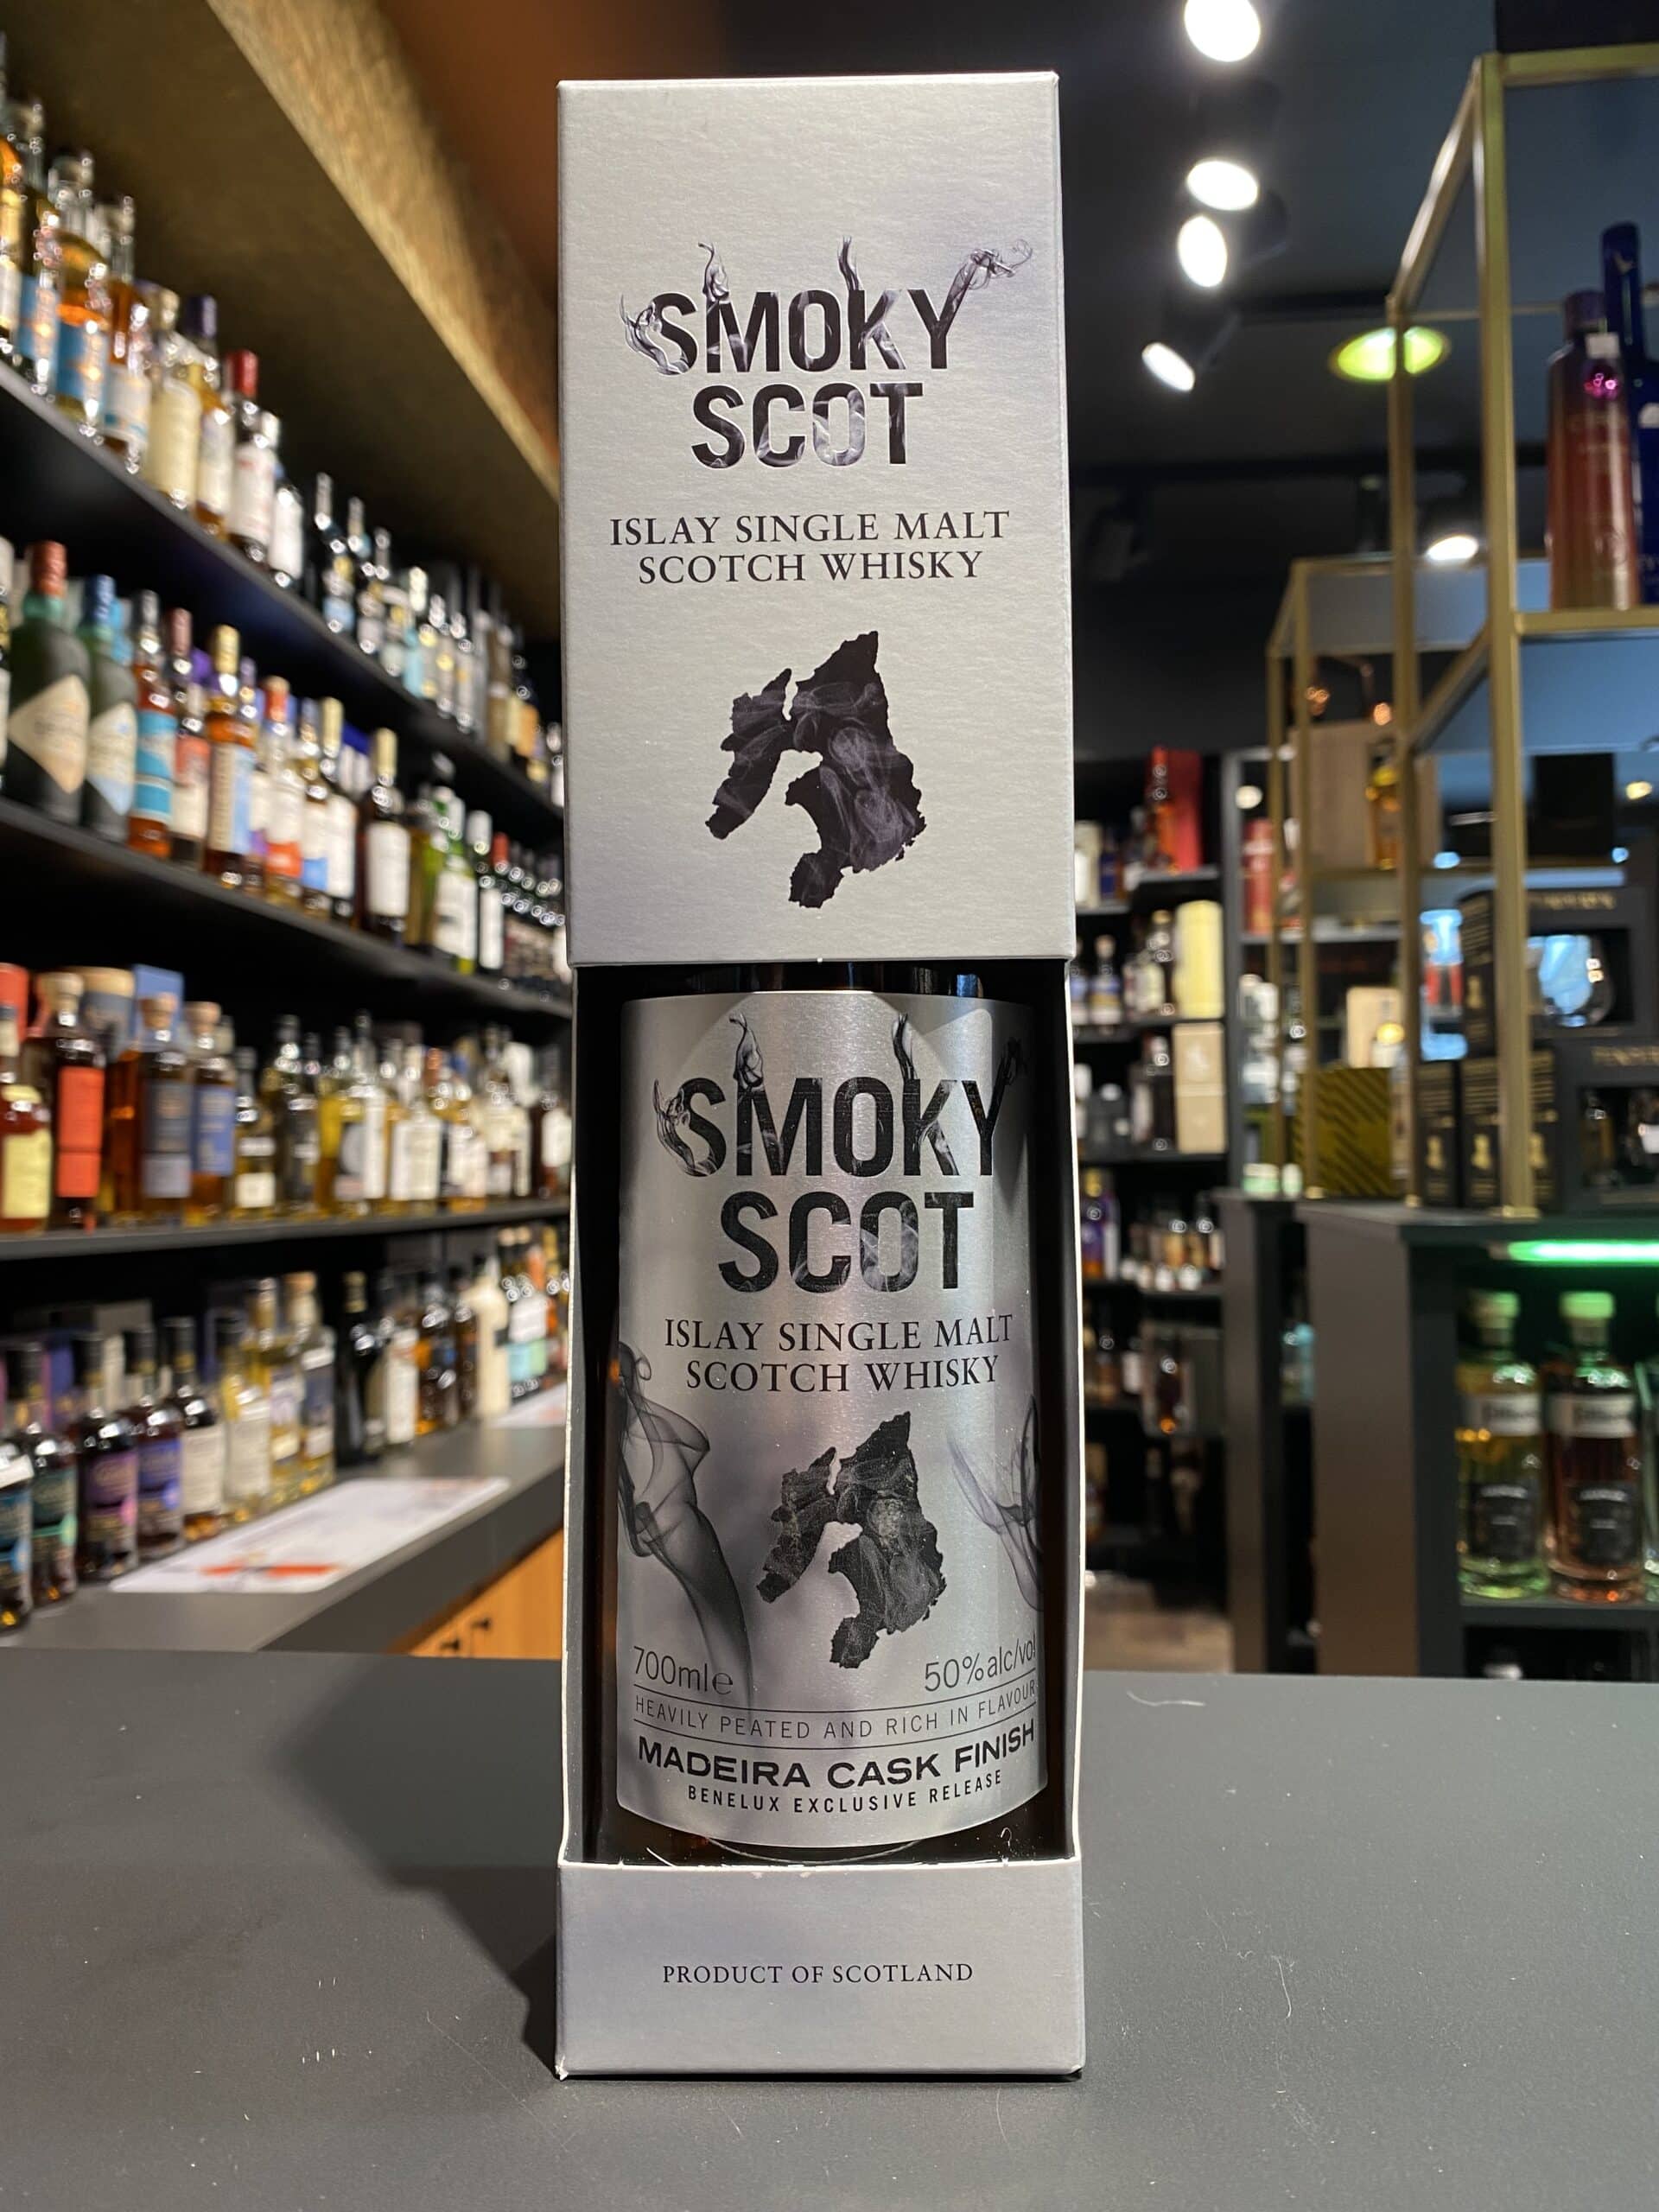 SMOKY
SCOT
ISLAY SINGLE MALT
SCOTCH WHISKY
SMOKY
SCOT
ISLAY SINGLE MALT
SCOTCH WHISKY
700ml℮
50%alc/vol
HEAVILY PEATED AND RICH IN FLAVOUR
MADEIRA CASK FINISH
BENELUX EXCLUSIVE RELEASE
PRODUCT OF SCOTLAND